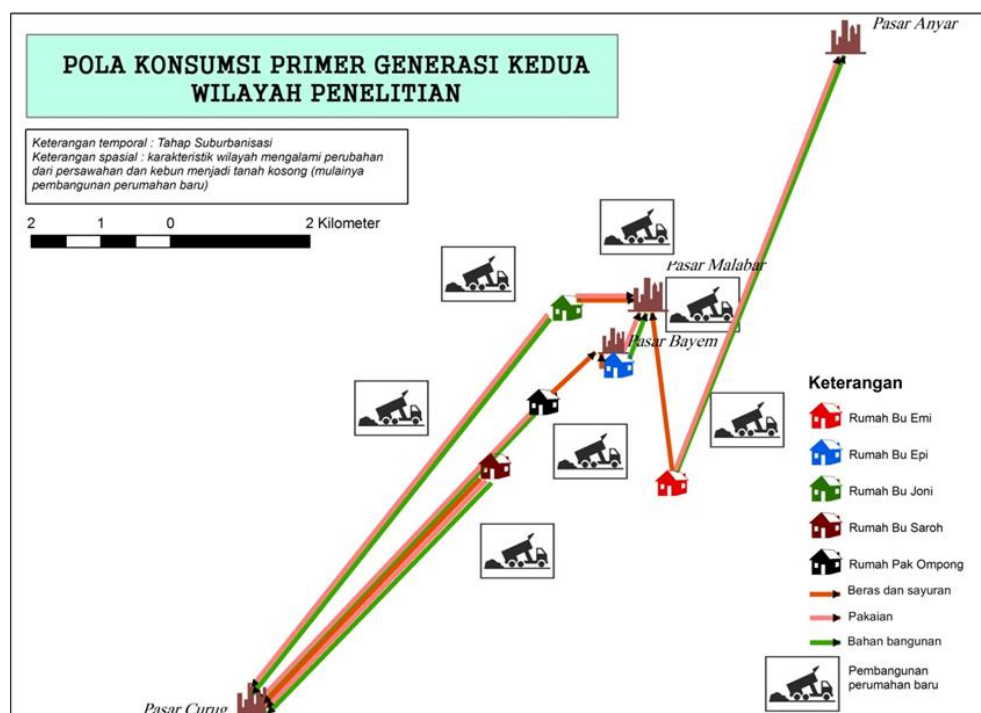 Pasar Anyar
POLA KONSUMSI PRIMER GENERASI KEDUA
WILAYAH PENELITIAN
Keterangan temporal : Tahap Suburbanisasi
Keterangan spasial : karakteristik wilayah mengalami perubahan
dari persawahan dan kebun menjadi tanah kosong (mulainya
pembangunan perumahan baru)
2 1 0 2 Kilometer
Pasar Malabar
Pasar Bayem
Keterangan
Rumah Bu Emi
Rumah Bu Epi
Rumah Bu Joni
Rumah Bu Saroh
Rumah Pak Ompong
Beras dan sayuran
Pakaian
Bahan bangunan
Pembangunan
perumahan baru
Pasar Curug